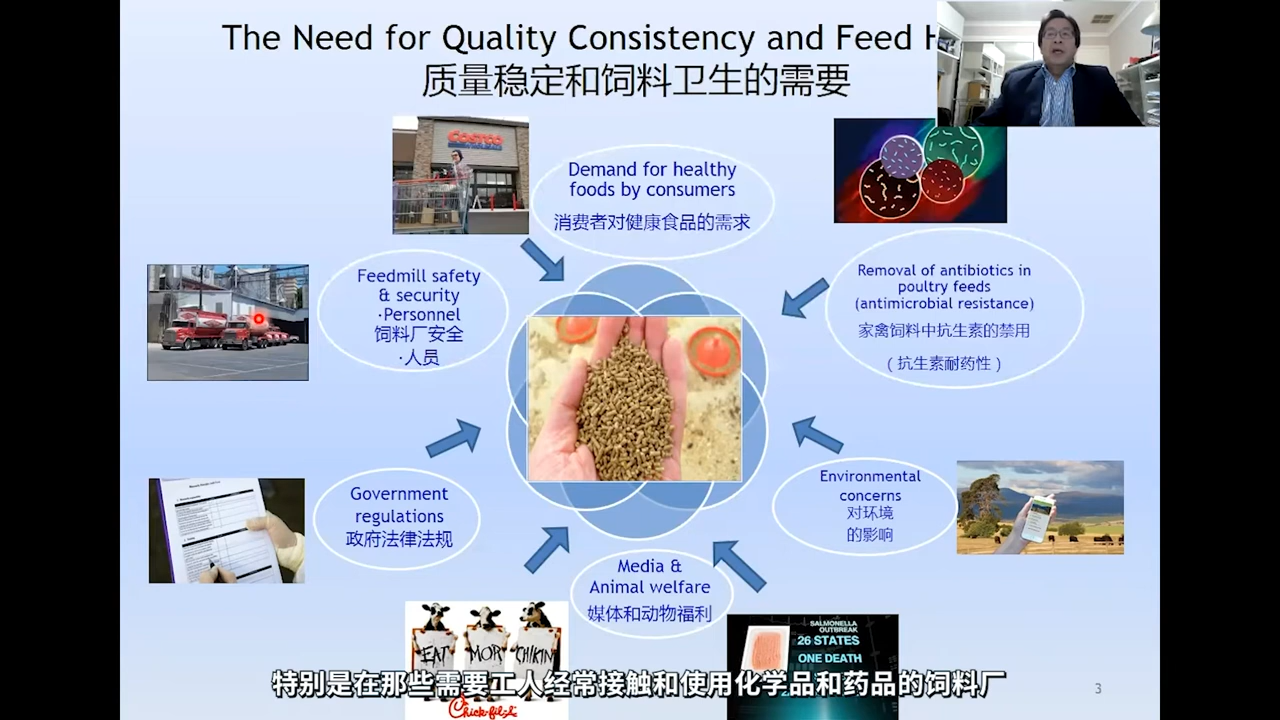 The Need for Quality Consistency and Feed H
质量稳定和饲料卫生的需要
COSTCO
Demand for healthy
foods by consumers
消费者对健康食品的需求
Feedmill safety
& security
·Personnel
饲料厂安全
·人员
Removal of antibiotics in
poultry feeds
(antimicrobial resistance)
家禽饲料中抗生素的禁用
（抗生素耐药性）
Government
regulations
政府法律法规
Environmental
concerns
对环境
的影响
Media &
Animal welfare
媒体和动物福利
EAT
MOR
CHIKIN
Chick-fil-A
SALMONELLA
OUTBREAK
26 STATES
ONE DEATH
特别是在那些需要工人经常接触和使用化学品和药品的饲料厂
3